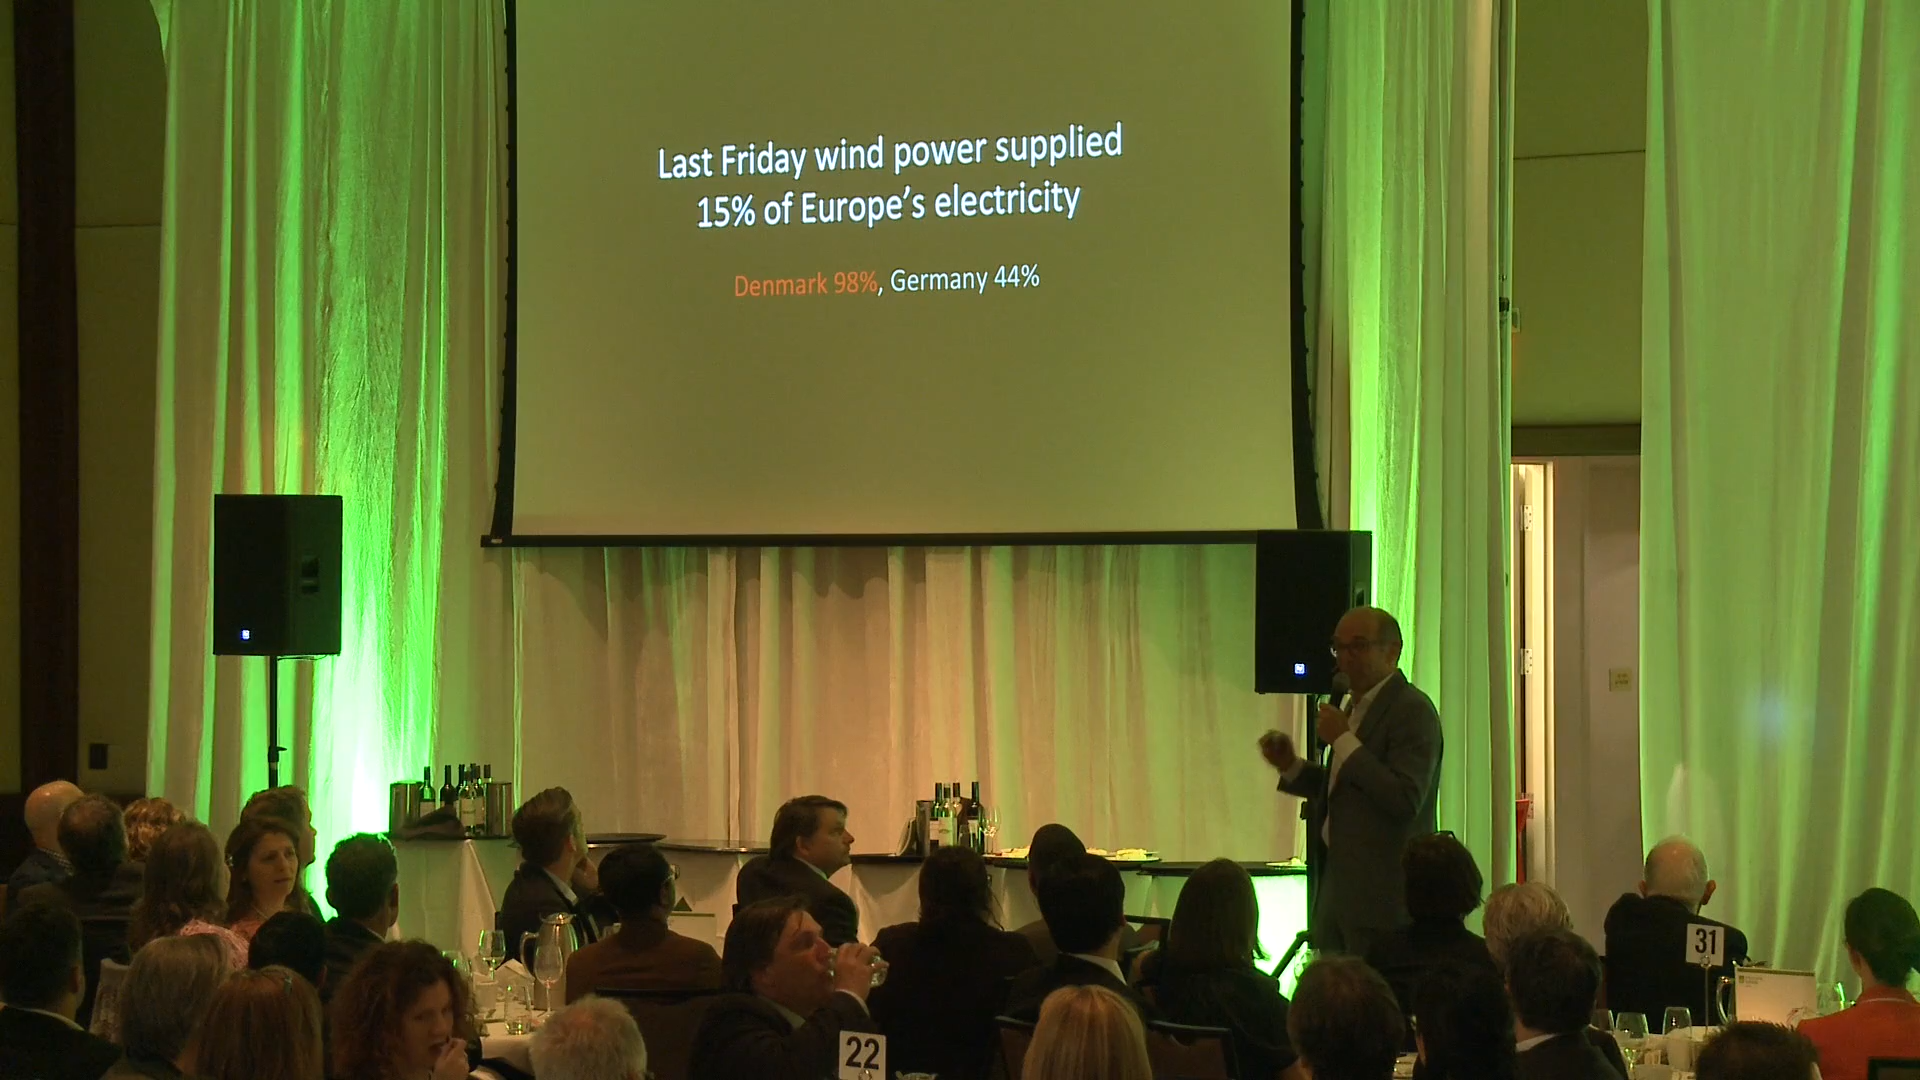 Last Friday wind power supplied
15% of Europe's electricity
Denmark 98%, Germany 44%
31
22